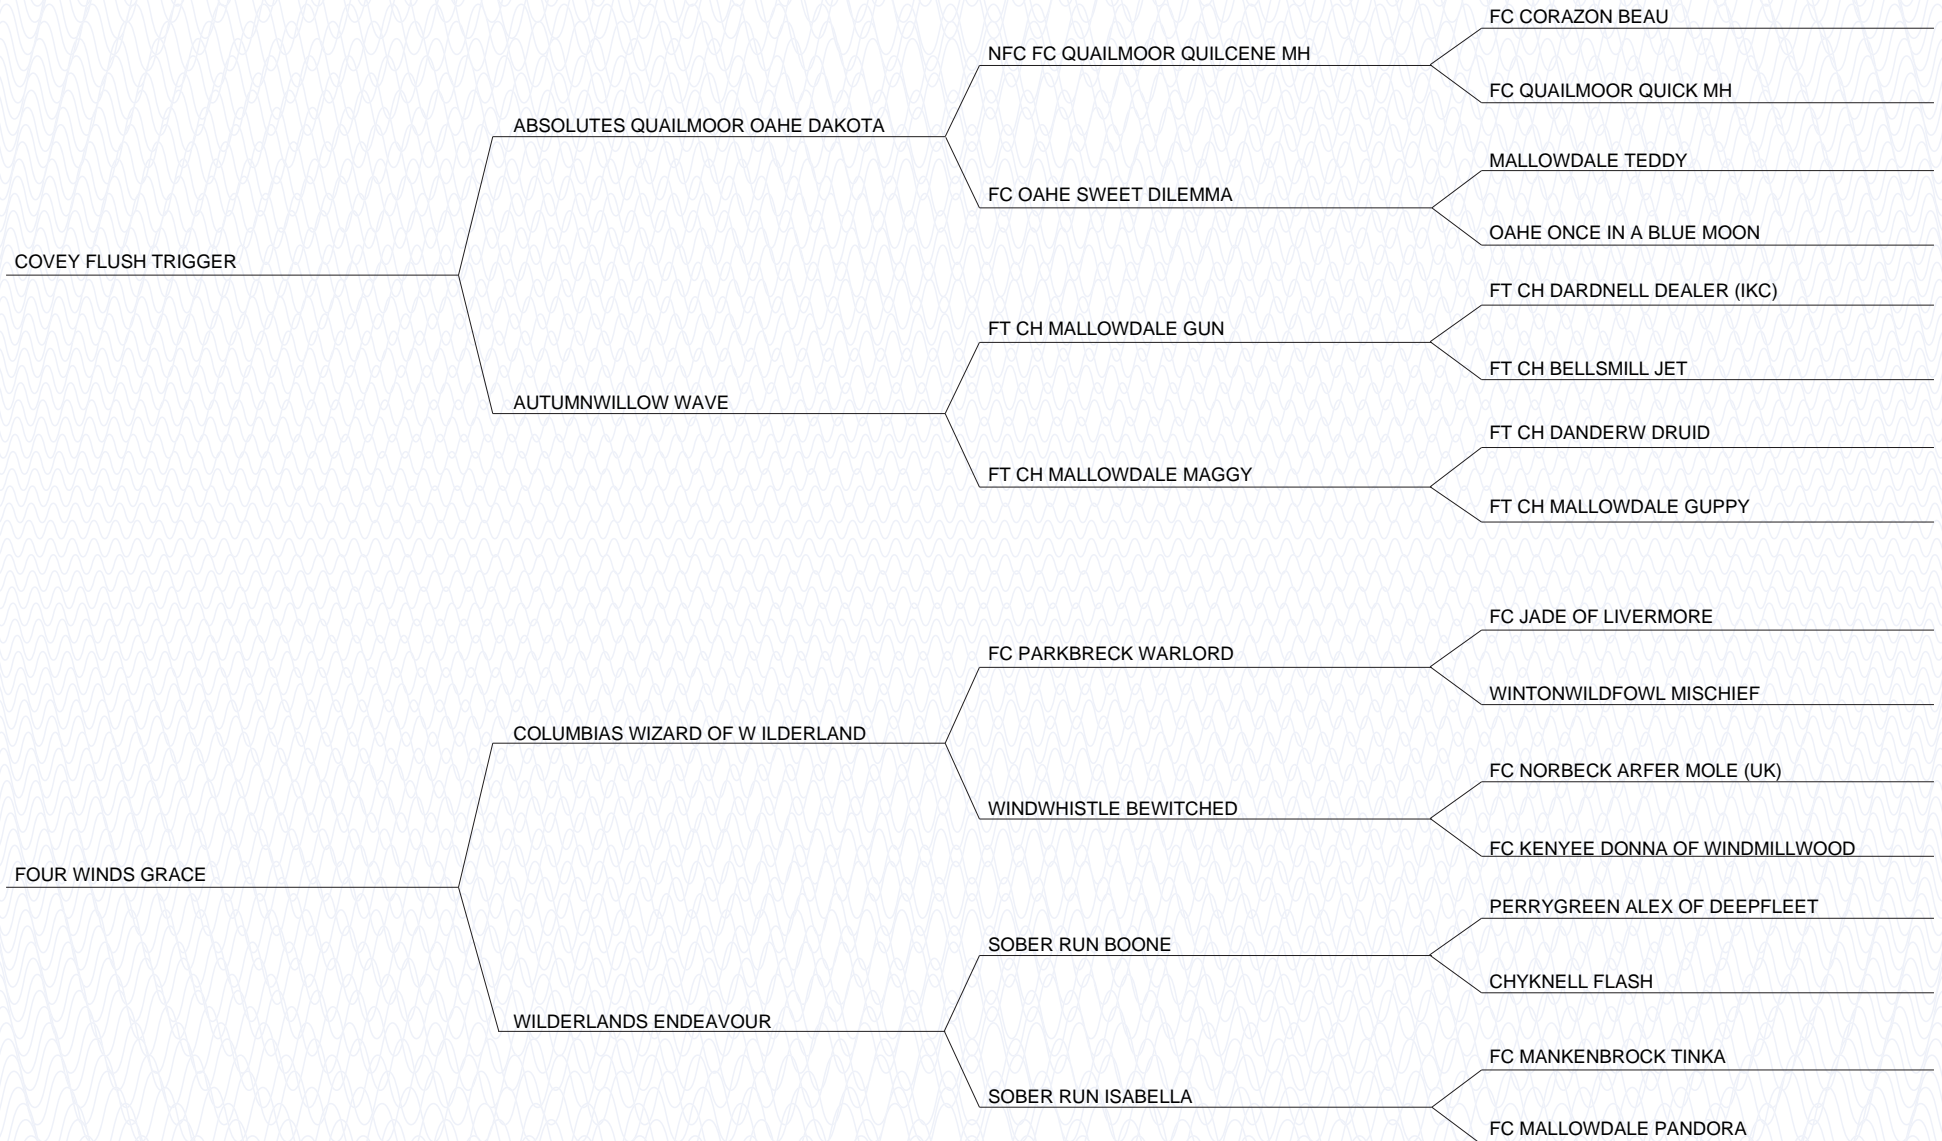 FC CORAZON BEAU
NFC FC QUAILMOOR QUILCENE MH
FC QUAILMOOR QUICK MH
ABSOLUTES QUAILMOOR OAHE DAKOTA
MALLOWDALE TEDDY
FC OAHE SWEET DILEMMA
OAHE ONCE IN A BLUE MOON
COVEY FLUSH TRIGGER
FT CH DARDNELL DEALER (IKC)
FT CH MALLOWDALE GUN
FT CH BELLSMILL JET
AUTUMNWILLOW WAVE
FT CH DANDERW DRUID
FT CH MALLOWDALE MAGGY
FT CH MALLOWDALE GUPPY
FC JADE OF LIVERMORE
FC PARKBRECK WARLORD
WINTONWILDFOWL MISCHIEF
COLUMBIAS WIZARD OF W ILDERLAND
FC NORBECK ARFER MOLE (UK)
WINDWHISTLE BEWITCHED
FC KENYEE DONNA OF WINDMILLWOOD
FOUR WINDS GRACE
PERRYGREEN ALEX OF DEEPFLEET
SOBER RUN BOONE
CHYKNELL FLASH
WILDERLANDS ENDEAVOUR
FC MANKENBROCK TINKA
SOBER RUN ISABELLA
FC MALLOWDALE PANDORA